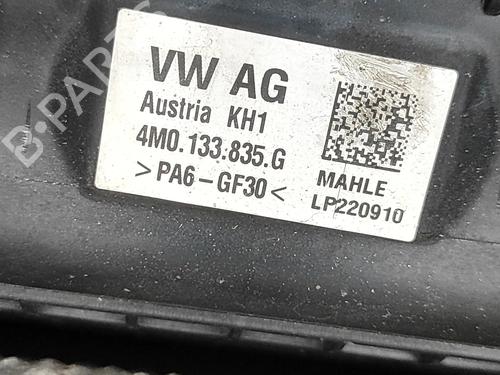 VW AG
Austria KH1
4M0.133.835.G
>PA6-GF30<
MAHLE
LP220910
B-PARTS